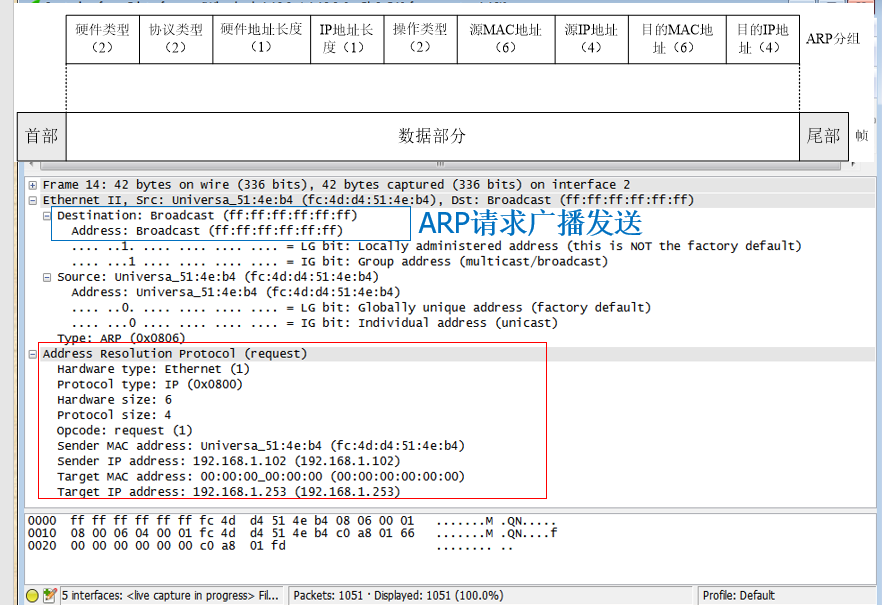 硬件类型（2） 协议类型（2） 硬件地址长度（1） IP地址长度（1） 操作类型（2） 源MAC地址（6） 源IP地址（4） 目的MAC地址（6） 目的IP地址（4） ARP分组
首部 数据部分 尾部 帧
Frame 14: 42 bytes on wire (336 bits), 42 bytes captured (336 bits) on interface 2
Ethernet II, Src: Universa_51:4e:b4 (fc:4d:d4:51:4e:b4), Dst: Broadcast (ff:ff:ff:ff:ff:ff)
Destination: Broadcast (ff:ff:ff:ff:ff:ff)
ARP请求广播发送
Address: Broadcast (ff:ff:ff:ff:ff:ff)
.... ..1. .... .... .... .... = LG bit: Locally administered address (this is NOT the factory default)
.... ...1 .... .... .... .... = IG bit: Group address (multicast/broadcast)
Source: Universa_51:4e:b4 (fc:4d:d4:51:4e:b4)
Address: Universa_51:4e:b4 (fc:4d:d4:51:4e:b4)
.... ..0. .... .... .... .... = LG bit: Globally unique address (factory default)
.... ...0 .... .... .... .... = IG bit: Individual address (unicast)
Type: ARP (0x0806)
Address Resolution Protocol (request)
Hardware type: Ethernet (1)
Protocol type: IP (0x0800)
Hardware size: 6
Protocol size: 4
Opcode: request (1)
Sender MAC address: Universa_51:4e:b4 (fc:4d:d4:51:4e:b4)
Sender IP address: 192.168.1.102 (192.168.1.102)
Target MAC address: 00:00:00_00:00:00 (00:00:00:00:00:00)
Target IP address: 192.168.1.253 (192.168.1.253)
0000 ff ff ff ff ff ff fc 4d d4 51 4e b4 08 06 00 01 .......M .QN.....
0010 08 00 06 04 00 01 fc 4d d4 51 4e b4 c0 a8 01 66 .......M .QN....f
0020 00 00 00 00 00 00 c0 a8 01 fd ........ ..
5 interfaces: <live capture in progress> Fil... Packets: 1051 · Displayed: 1051 (100.0%) Profile: Default